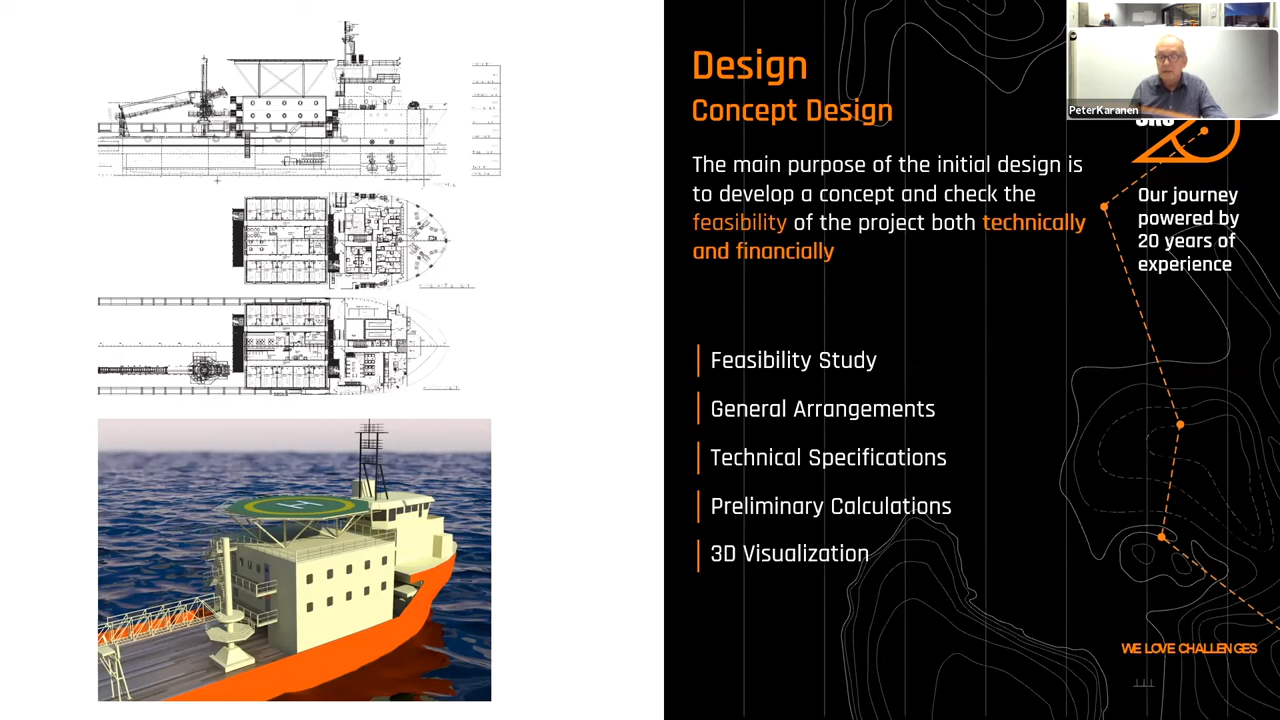 Design
Concept Design
The main purpose of the initial design is
to develop a concept and check the
feasibility of the project both technically
and financially
Feasibility Study
General Arrangements
Technical Specifications
Preliminary Calculations
3D Visualization
PeterKaranen
Our journey
powered by
20 years of
experience
WE LOVE CHALLENGES
H